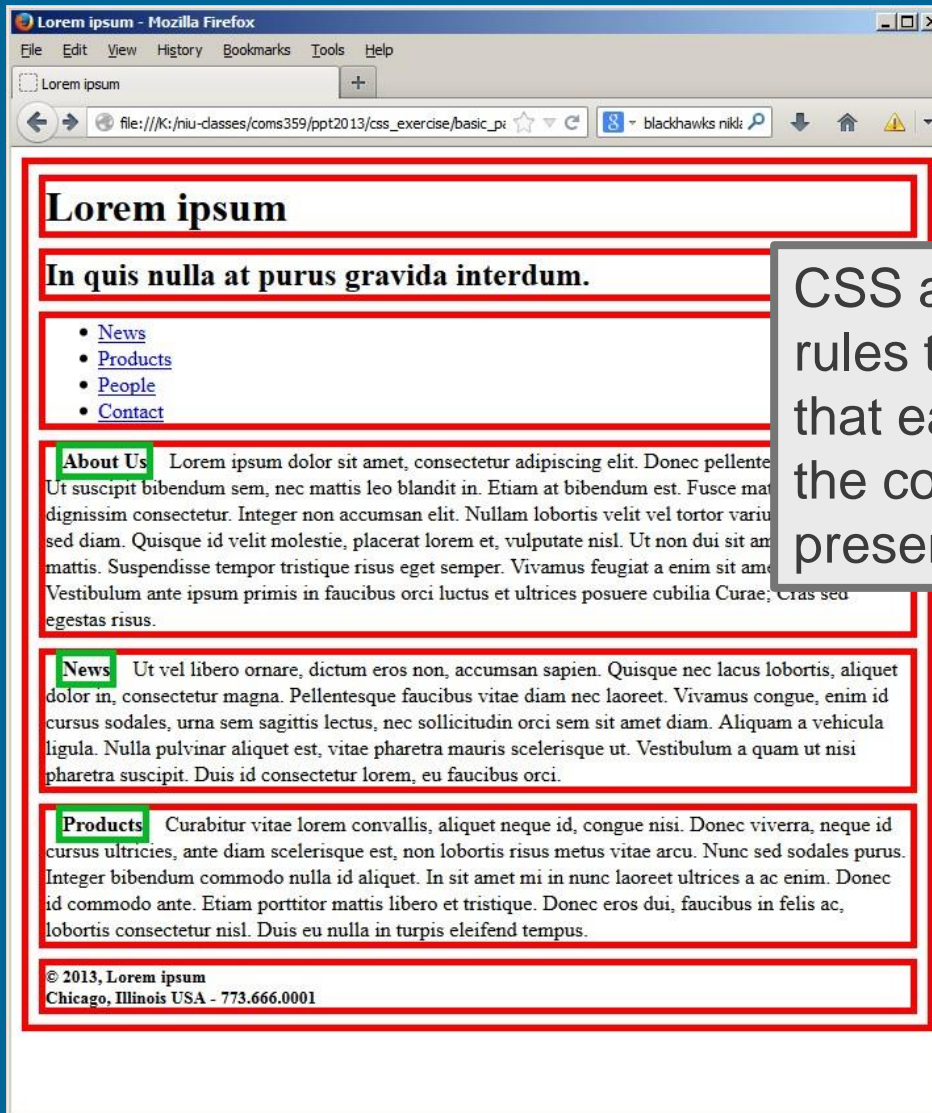 Lorem ipsum - Mozilla Firefox
File Edit View History Bookmarks Tools Help
Lorem ipsum
file:///K:/niu-classes/coms359/ppt2013/css_exercise/basic_pa
blackhawks nikla
Lorem ipsum
In quis nulla at purus gravida interdum.
• News
• Products
• People
• Contact
About Us Lorem ipsum dolor sit amet, consectetur adipiscing elit. Donec pellente
Ut suscipit bibendum sem, nec mattis leo blandit in. Etiam at bibendum est. Fusce mat
dignissim consectetur. Integer non accumsan elit. Nullam lobortis velit vel tortor variu
sed diam. Quisque id velit molestie, placerat lorem et, vulputate nisl. Ut non dui sit am
mattis. Suspendisse tempor tristique risus eget semper. Vivamus feugiat a enim sit ame
Vestibulum ante ipsum primis in faucibus orci luctus et ultrices posuere cubilia Curae; Cras sed
egestas risus.
News Ut vel libero ornare, dictum eros non, accumsan sapien. Quisque nec lacus lobortis, aliquet
dolor in, consectetur magna. Pellentesque faucibus vitae diam nec laoreet. Vivamus congue, enim id
cursus sodales, urna sem sagittis lectus, nec sollicitudin orci sem sit amet diam. Aliquam a vehicula
ligula. Nulla pulvinar aliquet est, vitae pharetra mauris scelerisque ut. Vestibulum a quam ut nisi
pharetra suscipit. Duis id consectetur lorem, eu faucibus orci.
Products Curabitur vitae lorem convallis, aliquet neque id, congue nisi. Donec viverra, neque id
cursus ultricies, ante diam scelerisque est, non lobortis risus metus vitae arcu. Nunc sed sodales purus.
Integer bibendum commodo nulla id aliquet. In sit amet mi in nunc laoreet ultrices a ac enim. Donec
id commodo ante. Etiam porttitor mattis libero et tristique. Donec eros dui, faucibus in felis ac,
lobortis consectetur nisl. Duis eu nulla in turpis eleifend tempus.
© 2013, Lorem ipsum
Chicago, Illinois USA - 773.666.0001
CSS a
rules t
that ea
the co
preser